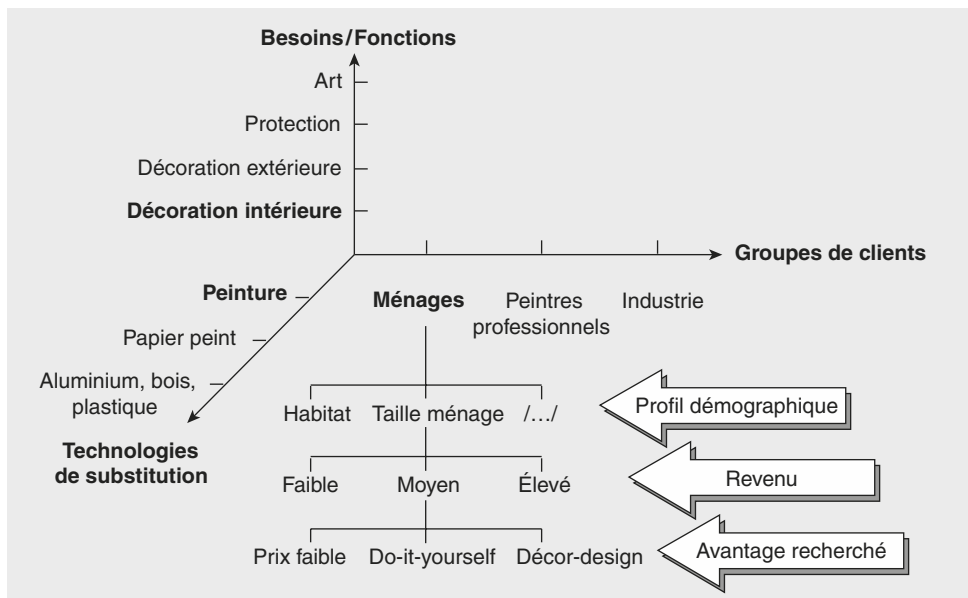 Besoins/Fonctions
Art
Protection
Décoration extérieure
Décoration intérieure
Groupes de clients
Peinture
Papier peint
Aluminium, bois,
plastique
Technologies
de substitution
Ménages
Peintres
professionnels
Industrie
Habitat Taille ménage /…/
Profil démographique
Faible Moyen Élevé
Revenu
Prix faible Do-it-yourself Décor-design
Avantage recherché